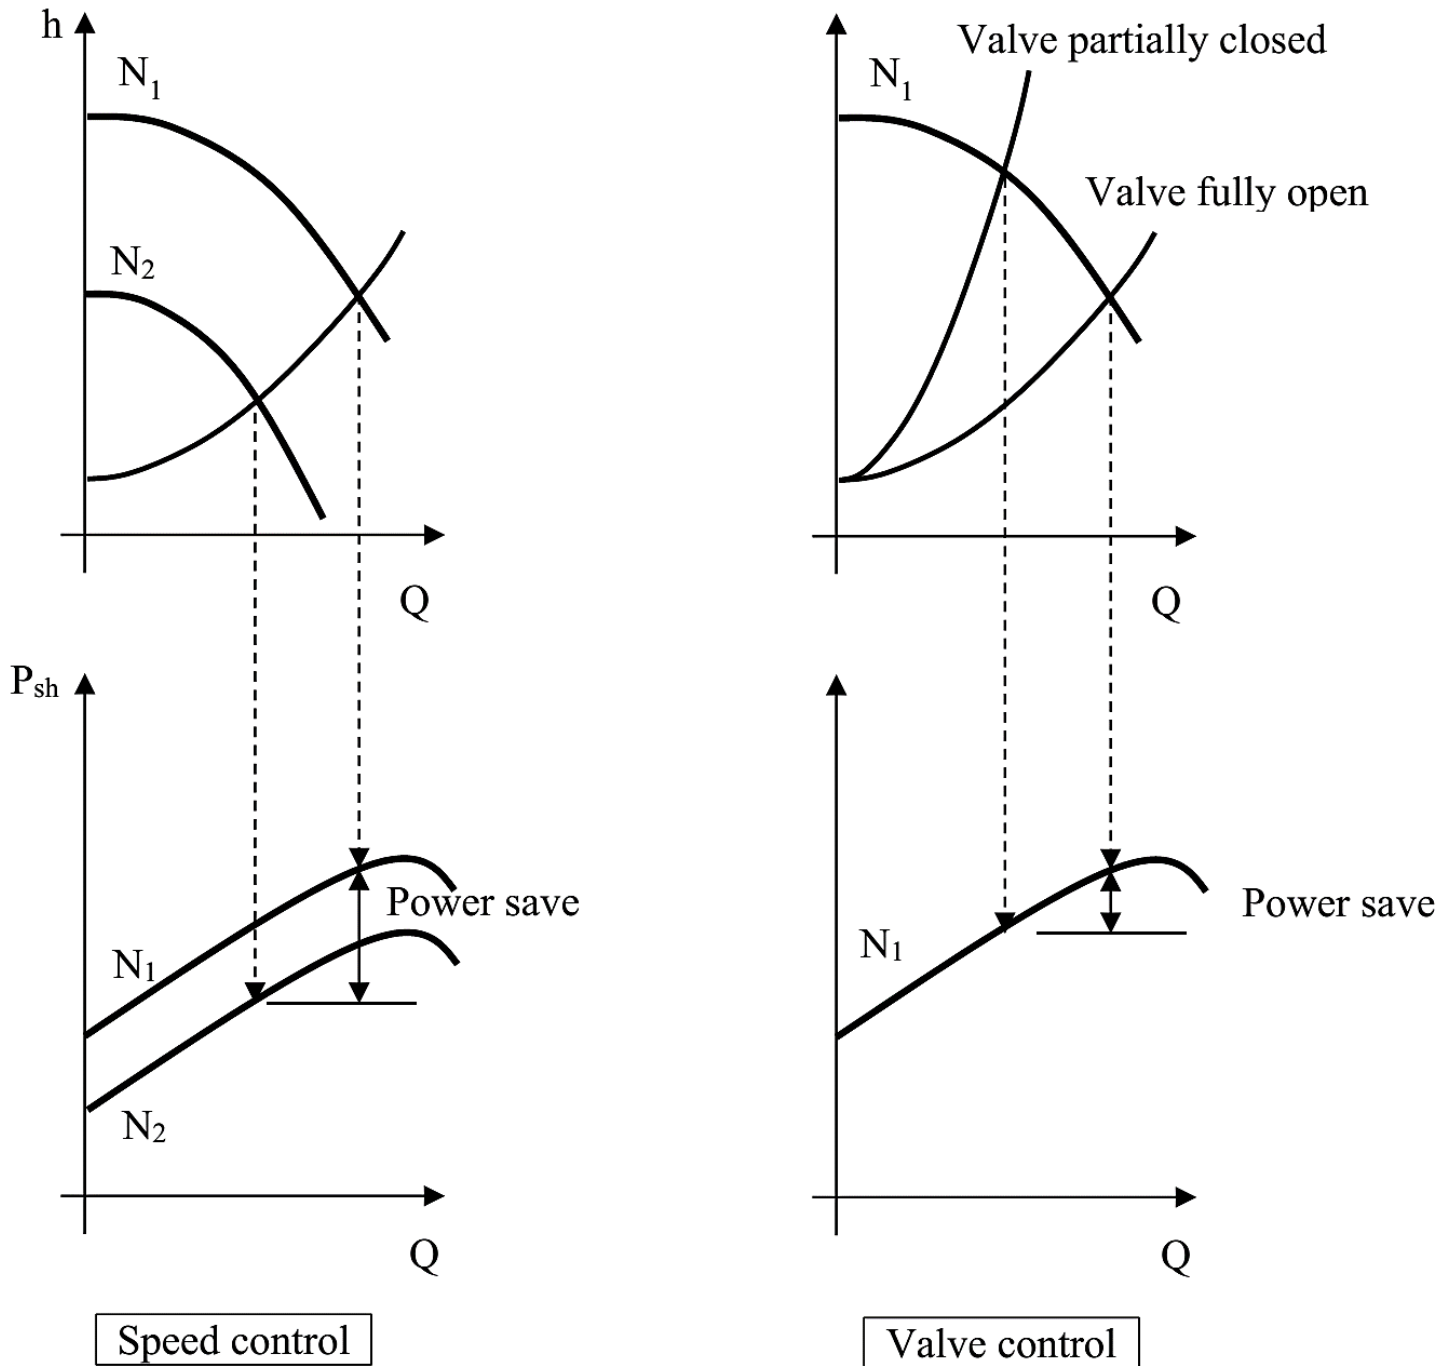 h
N₁
N₂
Q
Valve partially closed
N₁
Valve fully open
Q
Psh
Power save
N₁
N₂
Q
Power save
N₁
Q
Speed control
Valve control